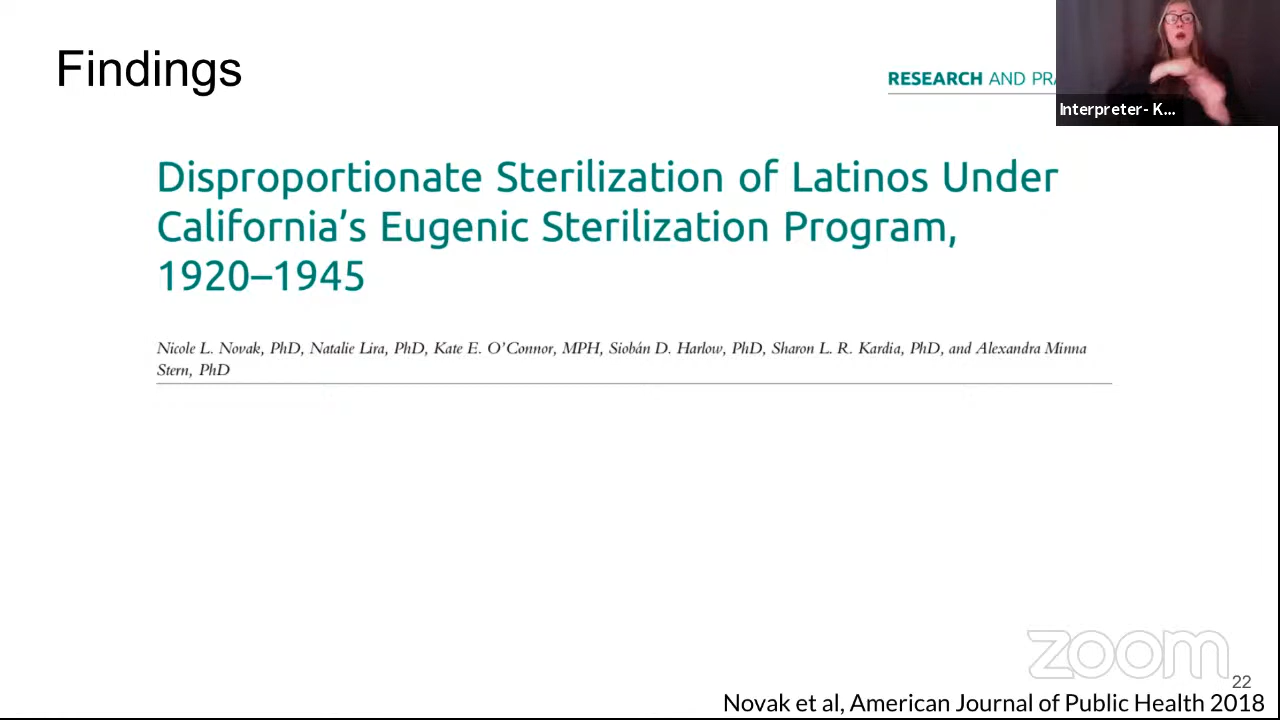 Findings
RESEARCH AND
Interpreter- K...
Disproportionate Sterilization of Latinos Under
California’s Eugenic Sterilization Program,
1920–1945
Nicole L. Novak, PhD, Natalie Lira, PhD, Kate E. O’Connor, MPH, Siobán D. Harlow, PhD, Sharon L. R. Kardia, PhD, and Alexandra Minna
Stern, PhD
zoom
22
Novak et al, American Journal of Public Health 2018